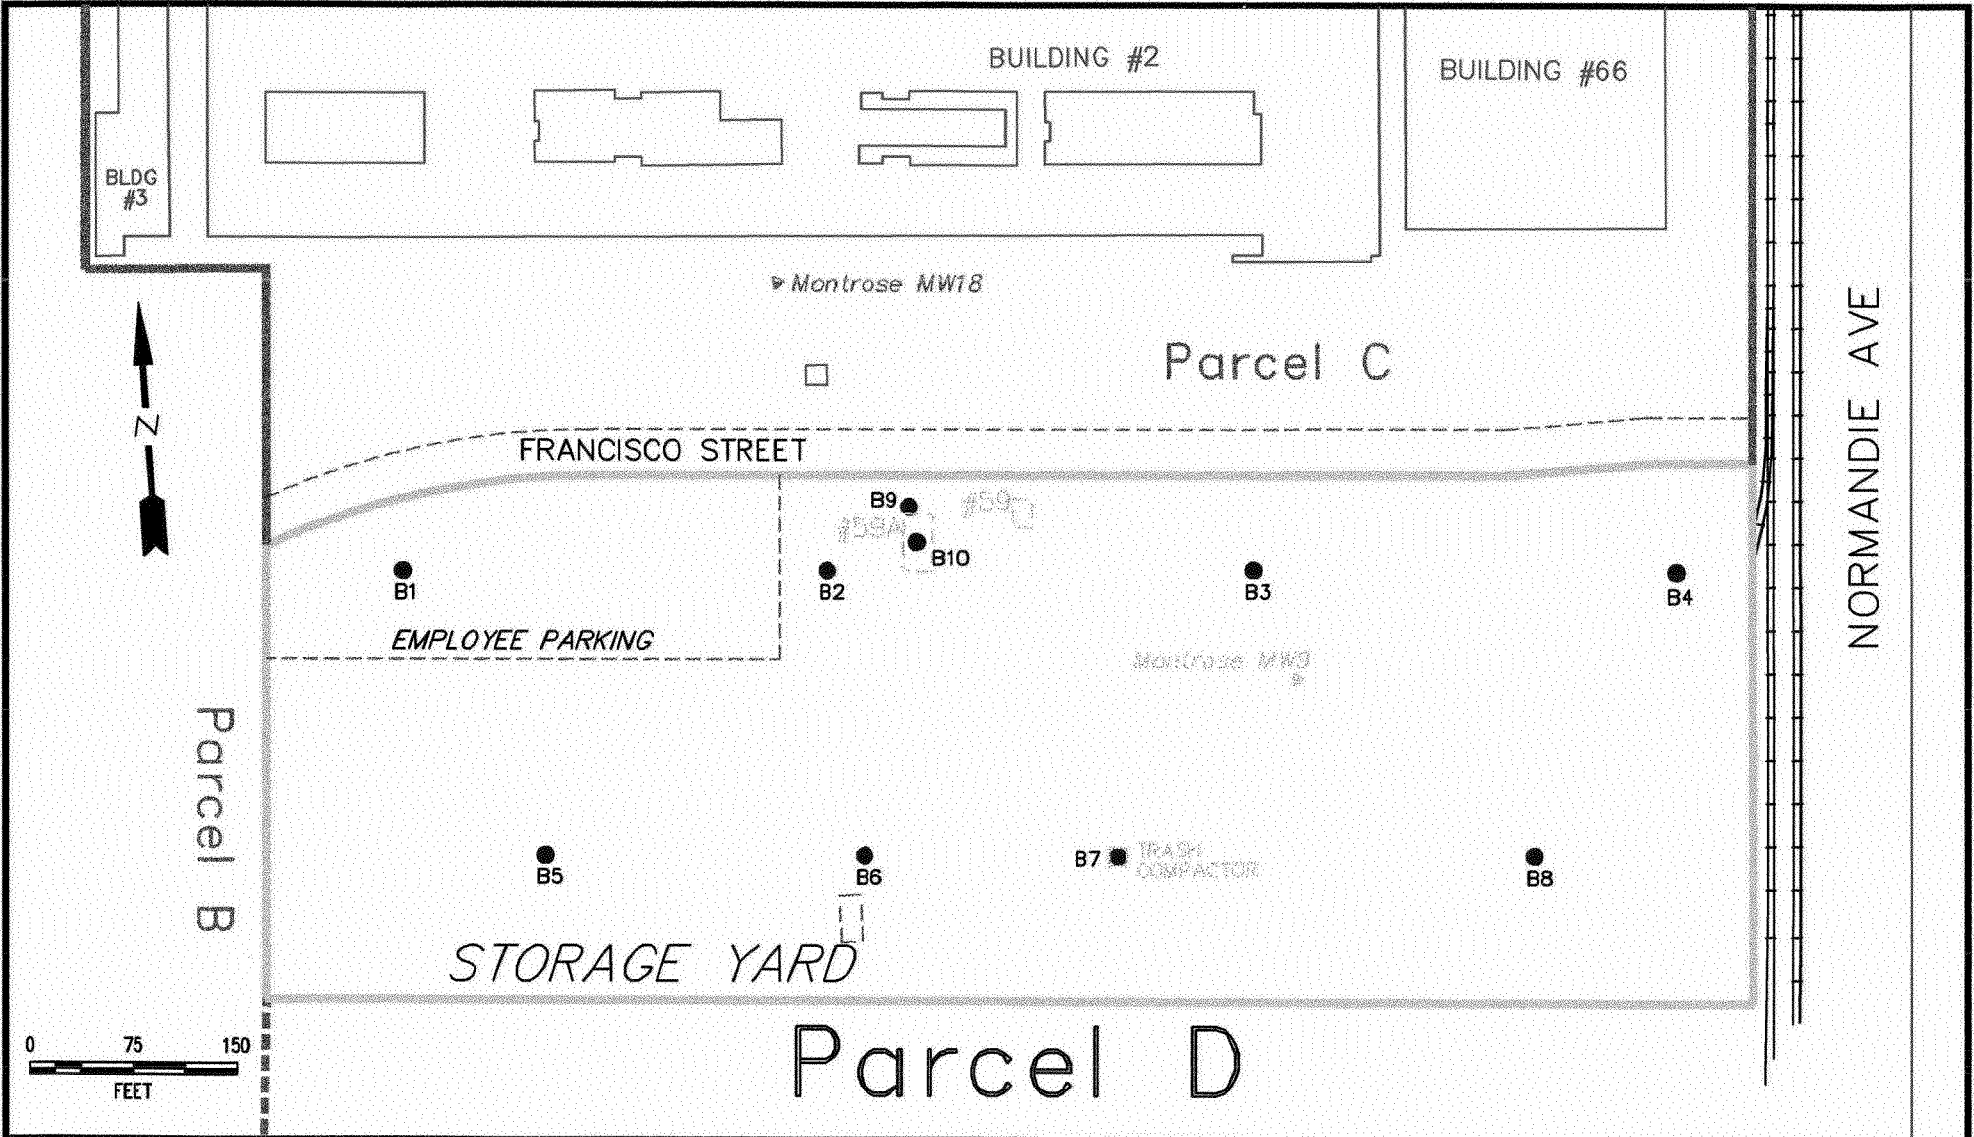 BUILDING #2
BUILDING #66
BLDG
#3
Montrose MW18
Parcel C
NORMANDIE AVE
N
FRANCISCO STREET
B9
#59
#59A
B10
B1
B2
B3
B4
EMPLOYEE PARKING
Montrose MW9
Parcel B
B5
B6
B7
TRASH
COMPACTOR
B8
STORAGE YARD
Parcel D
0 75 150
FEET